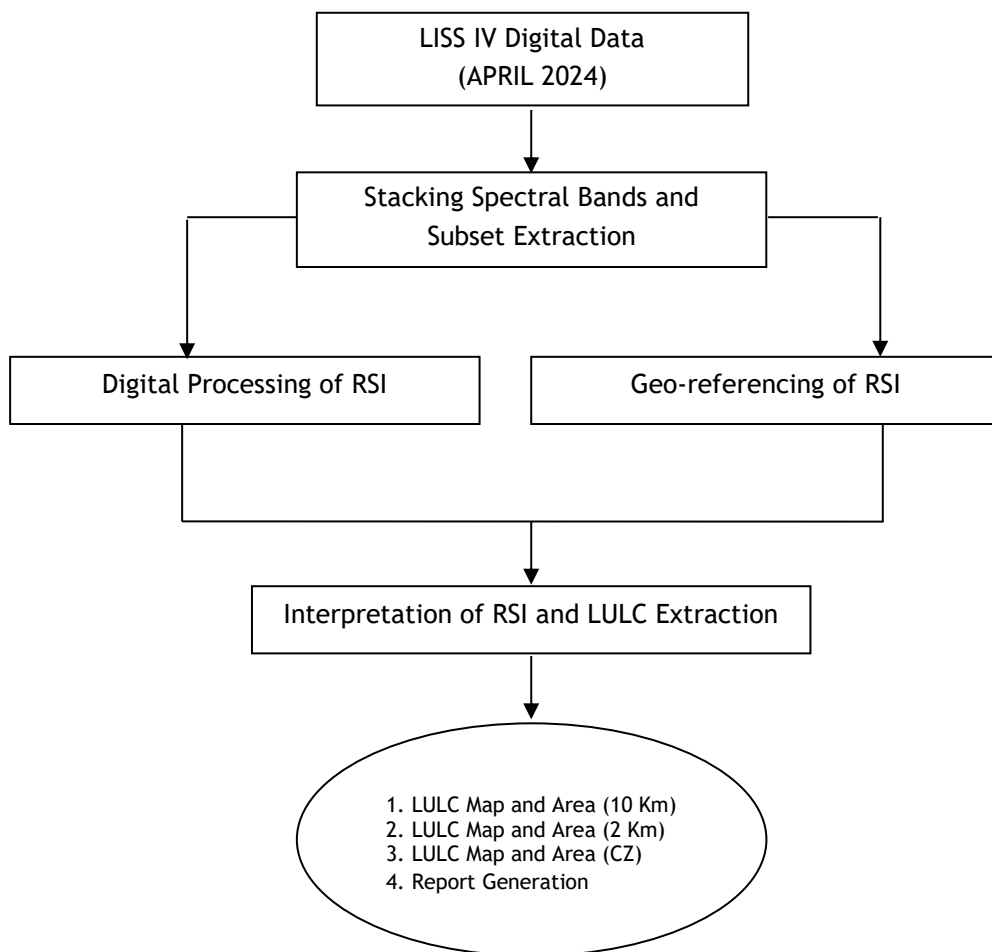 LISS IV Digital Data
(APRIL 2024)
Stacking Spectral Bands and
Subset Extraction
Digital Processing of RSI
Geo-referencing of RSI
Interpretation of RSI and LULC Extraction
1. LULC Map and Area (10 Km)
2. LULC Map and Area (2 Km)
3. LULC Map and Area (CZ)
4. Report Generation